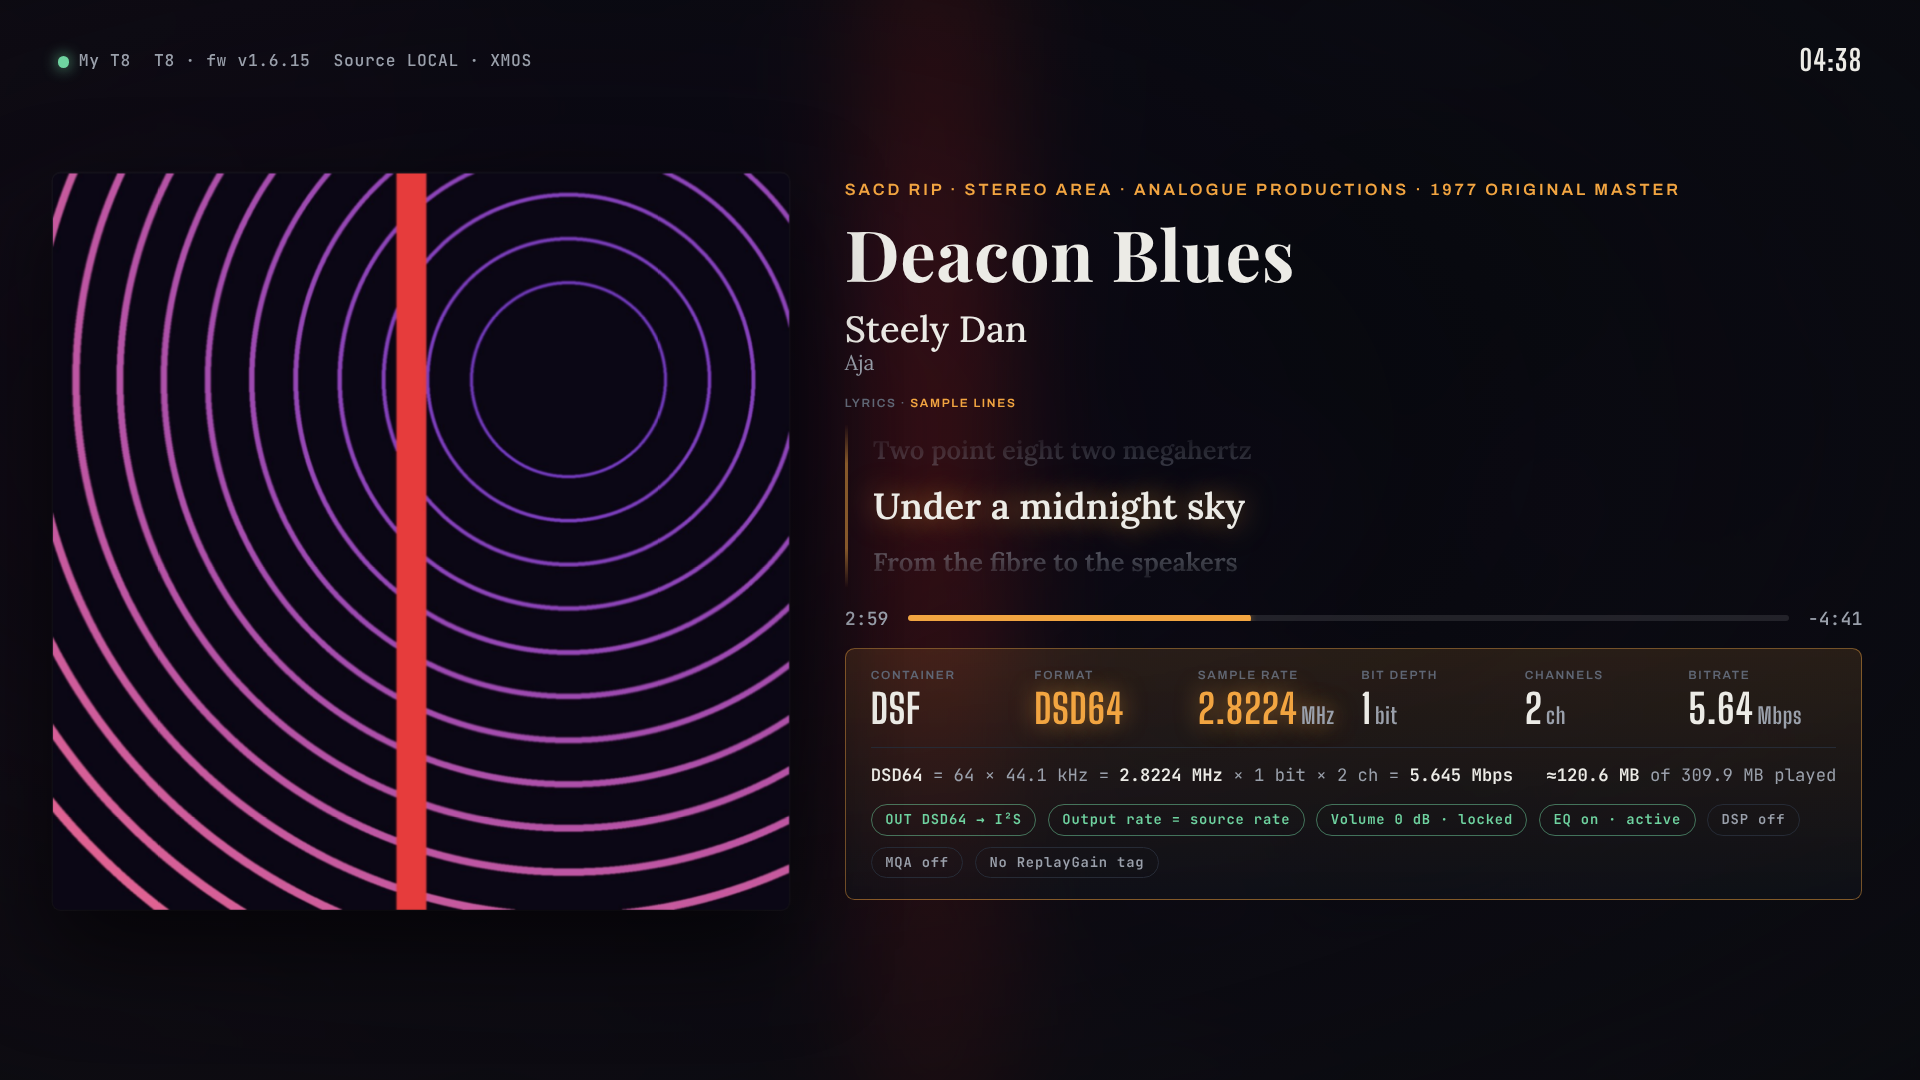 My T8 T8 · fw v1.6.15 Source LOCAL · XMOS
04:38
SACD RIP · STEREO AREA · ANALOGUE PRODUCTIONS · 1977 ORIGINAL MASTER
Deacon Blues
Steely Dan
Aja
LYRICS · SAMPLE LINES
Two point eight two megahertz
Under a midnight sky
From the fibre to the speakers
2:59 -4:41
CONTAINER FORMAT SAMPLE RATE BIT DEPTH CHANNELS BITRATE
DSF DSD64 2.8224 MHz 1 bit 2 ch 5.64 Mbps
DSD64 = 64 × 44.1 kHz = 2.8224 MHz × 1 bit × 2 ch = 5.645 Mbps ≈120.6 MB of 309.9 MB played
OUT DSD64 → I²S Output rate = source rate Volume 0 dB · locked EQ on · active DSP off
MQA off No ReplayGain tag